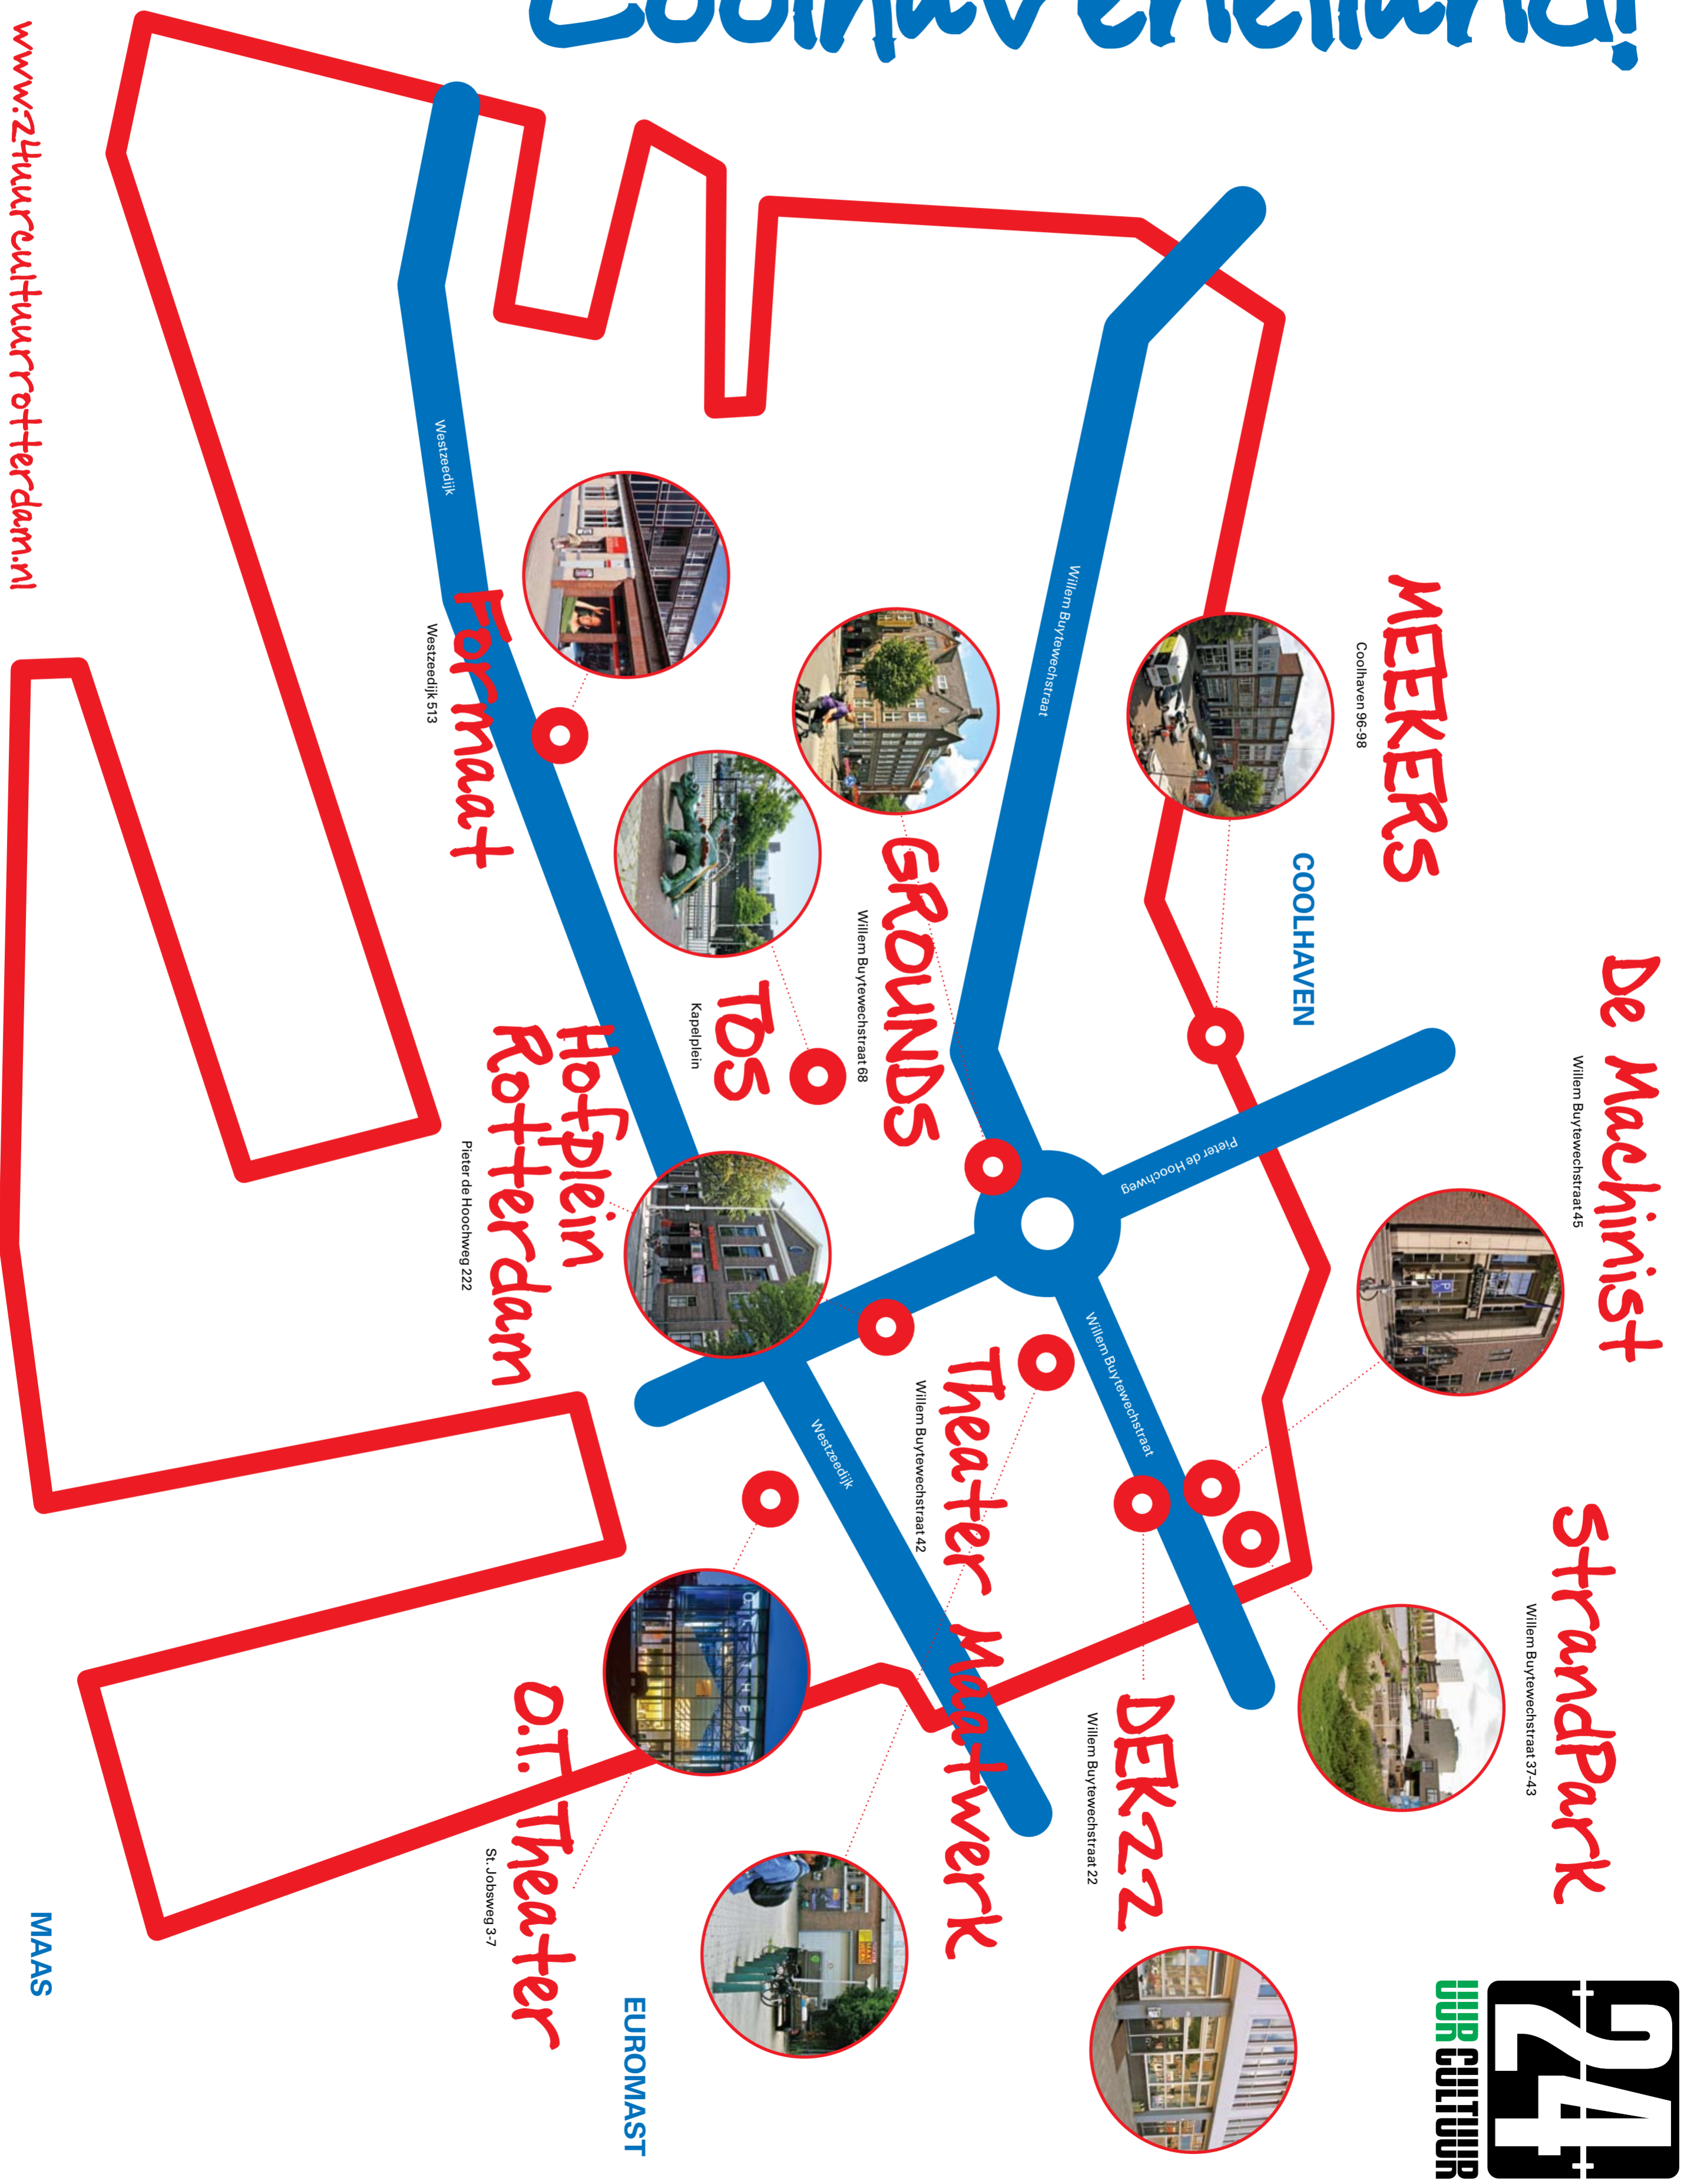 Coolhaveneiland!
MEEKERS
Coolhaven 96-98
De Machinist
Willem Buytewechstraat 45
StrandPark
Willem Buytewechstraat 37-43
24
UUR CULTUUR
COOLHAVEN
Pieter de Hoochweg
Willem Buytewechstraat
Willem Buytewechstraat
DEK22
Willem Buytewechstraat 22
GROUNDS
Willem Buytewechstraat 68
Theater Maatwerk
Willem Buytewechstraat 42
TOS
Kapelplein
Westzeedijk
Westzeedijk
Formaat
Westzeedijk 513
Hofplein
Rotterdam
Pieter de Hoochweg 222
O.T. THEATER
O.T. Theater
St. Jobsweg 3-7
EUROMAST
MAAS
www.24uurcultuurrotterdam.nl